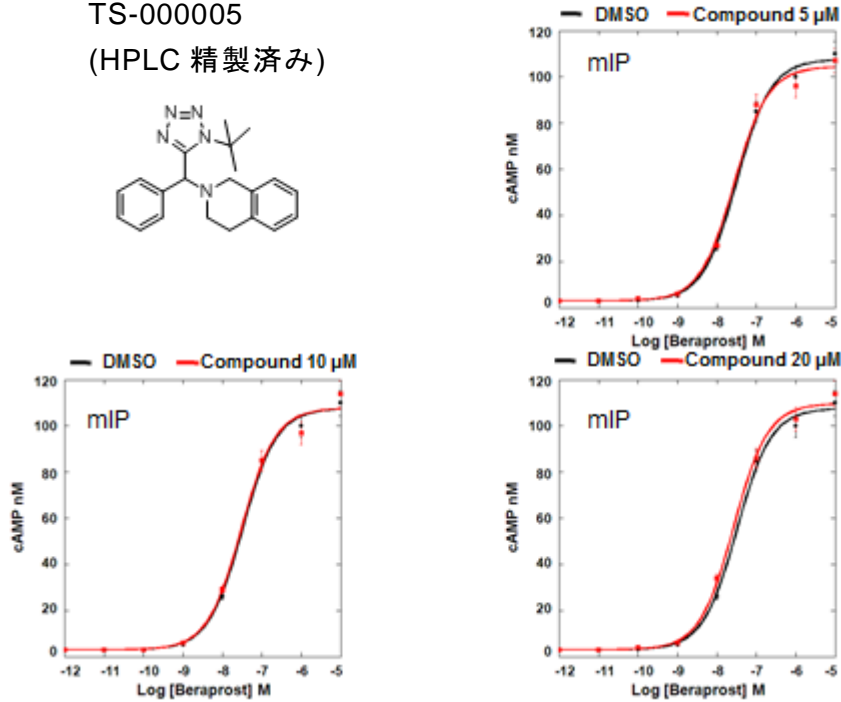 TS-000005
(HPLC 精製済み)
N=N
N
N
N
DMSO Compound 5 µM
mIP
cAMP nM
120
100
80
60
40
20
0
-12 -11 -10 -9 -8 -7 -6 -5
Log [Beraprost] M
DMSO Compound 10 µM
mIP
cAMP nM
120
100
80
60
40
20
0
-12 -11 -10 -9 -8 -7 -6 -5
Log [Beraprost] M
DMSO Compound 20 µM
mIP
cAMP nM
120
100
80
60
40
20
0
-12 -11 -10 -9 -8 -7 -6 -5
Log [Beraprost] M